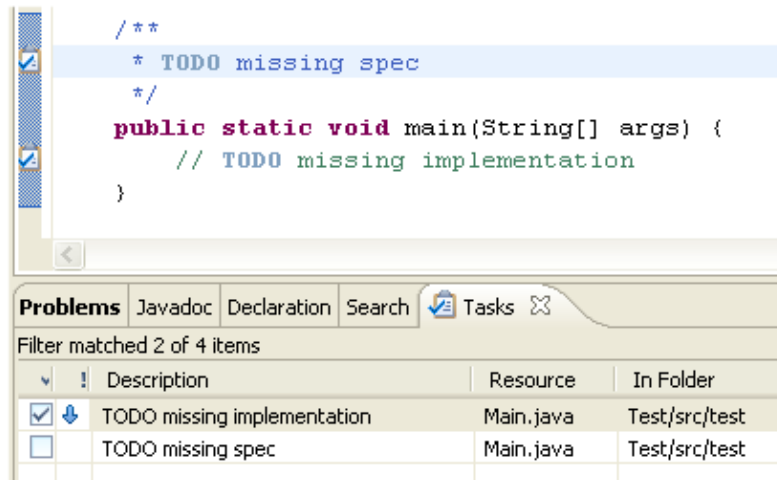 /**
* TODO missing spec
*/
public static void main(String[] args) {
// TODO missing implementation
}
Problems Javadoc Declaration Search Tasks
Filter matched 2 of 4 items
! Description Resource In Folder
TODO missing implementation Main.java Test/src/test
TODO missing spec Main.java Test/src/test